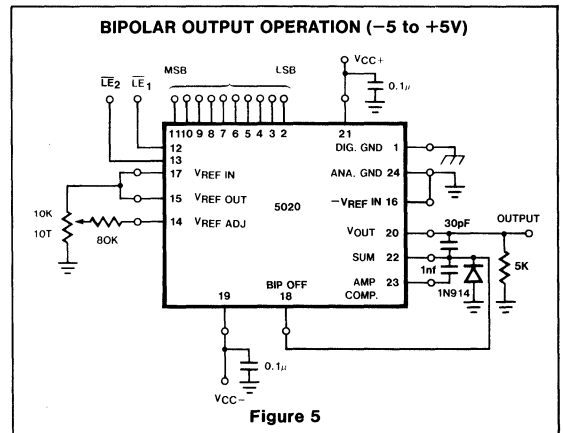 BIPOLAR OUTPUT OPERATION (−5 to +5V)
VCC+
LE2 LE1 MSB LSB
0.1μ
11 10 9 8 7 6 5 4 3 2 21
12 DIG. GND 1
13
17 VREF IN ANA. GND 24
15 VREF OUT −VREF IN 16
5020
10K
10T
80K
14 VREF ADJ
30pF OUTPUT
VOUT 20
SUM 22
1nf
5K
BIP OFF AMP 23
19 18 COMP. 1N914
0.1μ
VCC−
Figure 5